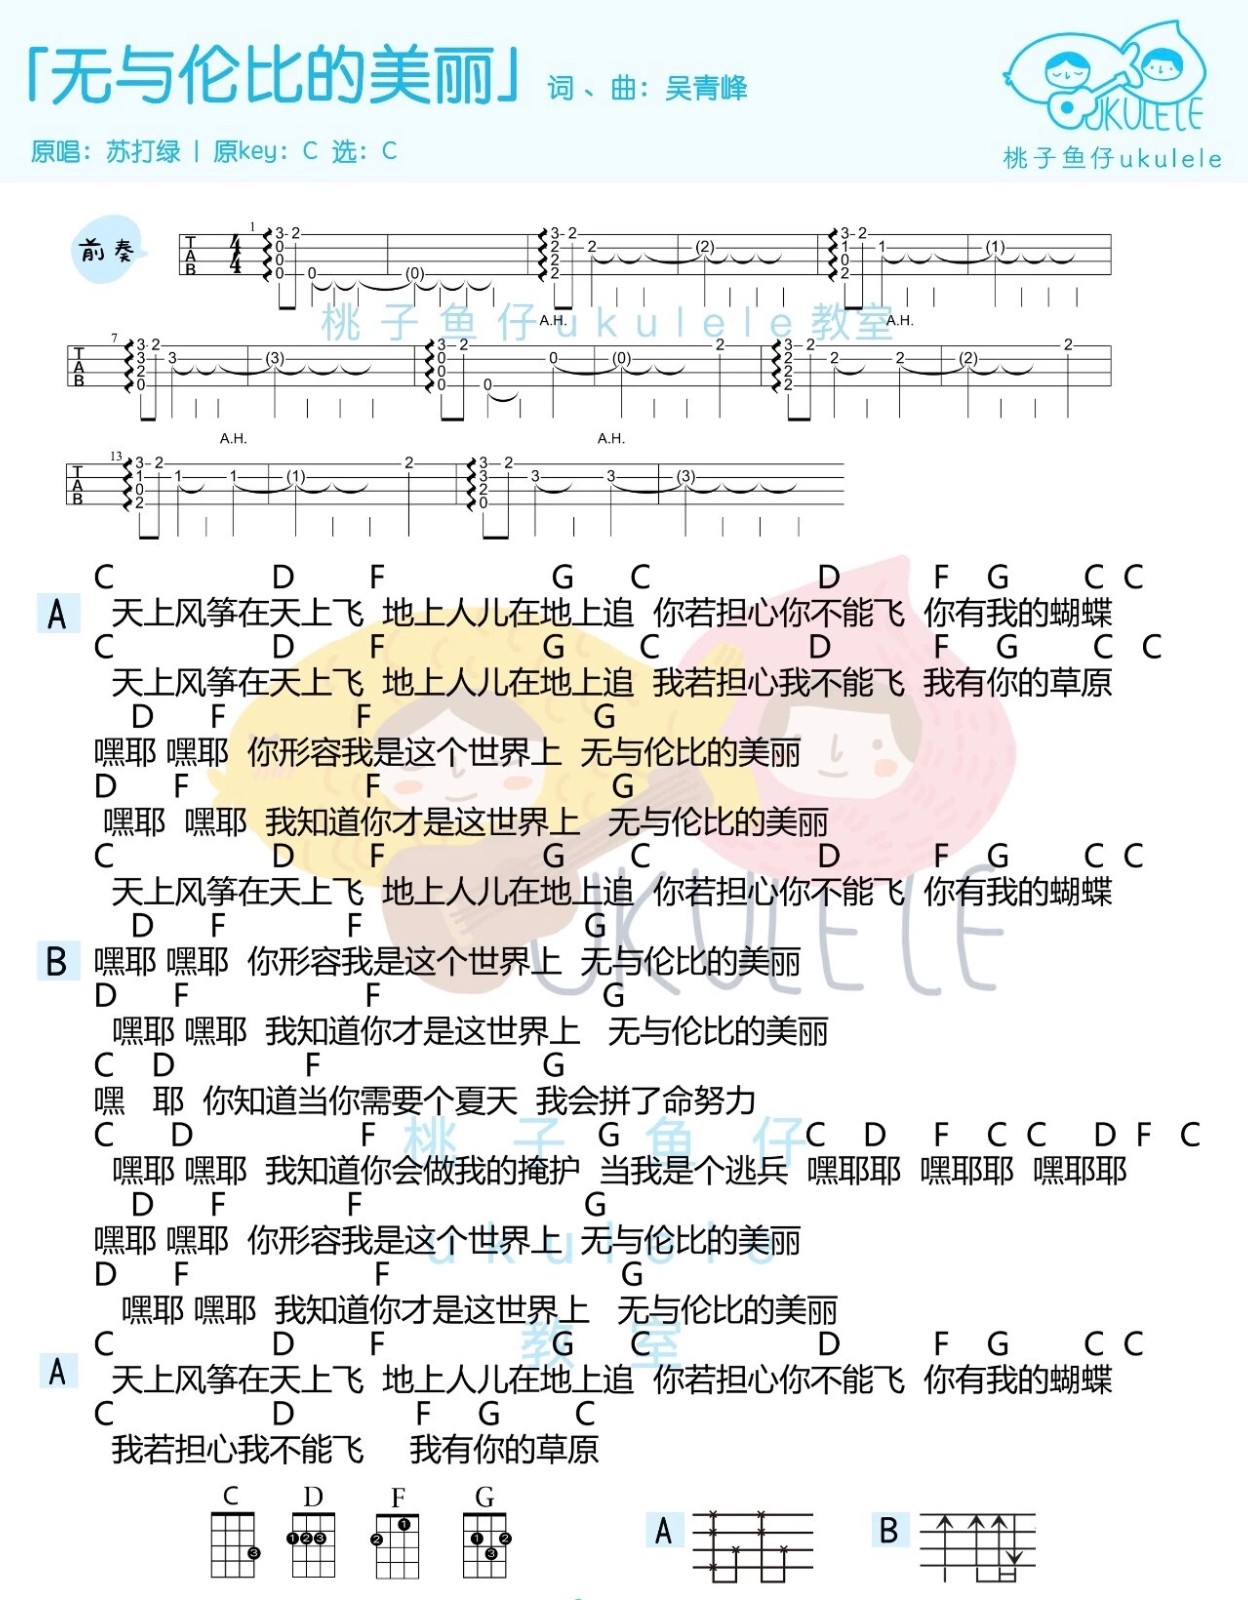 「无与伦比的美丽」 词、曲：吴青峰
原唱：苏打绿 | 原key：C 选：C
UKULELE
桃子鱼仔ukulele
前奏
1
T A B 4 4 3 2 0 0 0 0 (0) 3 2 2 2 2 2 (2) 3 2 1 0 2 1 (1)
桃子鱼仔ukulele教室
A.H. A.H.
7
T A B 3 2 3 2 0 3 (3) 3 2 0 0 0 0 0 (0) 2 3 2 2 2 2 2 2 (2) 2
A.H. A.H.
13
T A B 3 2 1 0 2 1 1 (1) 2 3 2 3 2 0 3 3 (3)
C D F G C D F G C C
A 天上风筝在天上飞 地上人儿在地上追 你若担心你不能飞 你有我的蝴蝶
C D F G C D F G C C
天上风筝在天上飞 地上人儿在地上追 我若担心我不能飞 我有你的草原
D F F G
嘿耶 嘿耶 你形容我是这个世界上 无与伦比的美丽
D F F G
嘿耶 嘿耶 我知道你才是这世界上 无与伦比的美丽
C D F G C D F G C C
天上风筝在天上飞 地上人儿在地上追 你若担心你不能飞 你有我的蝴蝶
D F F G
B 嘿耶 嘿耶 你形容我是这个世界上 无与伦比的美丽
UKULELE
D F F G
嘿耶 嘿耶 我知道你才是这世界上 无与伦比的美丽
C D F G
嘿 耶 你知道当你需要个夏天 我会拼了命努力
桃子鱼仔
C D F G C D F C C D F C
嘿耶 嘿耶 我知道你会做我的掩护 当我是个逃兵 嘿耶耶 嘿耶耶 嘿耶耶
D F F G
嘿耶 嘿耶 你形容我是这个世界上 无与伦比的美丽
ukulele
D F F G
嘿耶 嘿耶 我知道你才是这世界上 无与伦比的美丽
教室
C D F G C D F G C C
A 天上风筝在天上飞 地上人儿在地上追 你若担心你不能飞 你有我的蝴蝶
C D F G C
我若担心我不能飞 我有你的草原
C D F G
3 1 2 3 2 1 1 2 3
A B